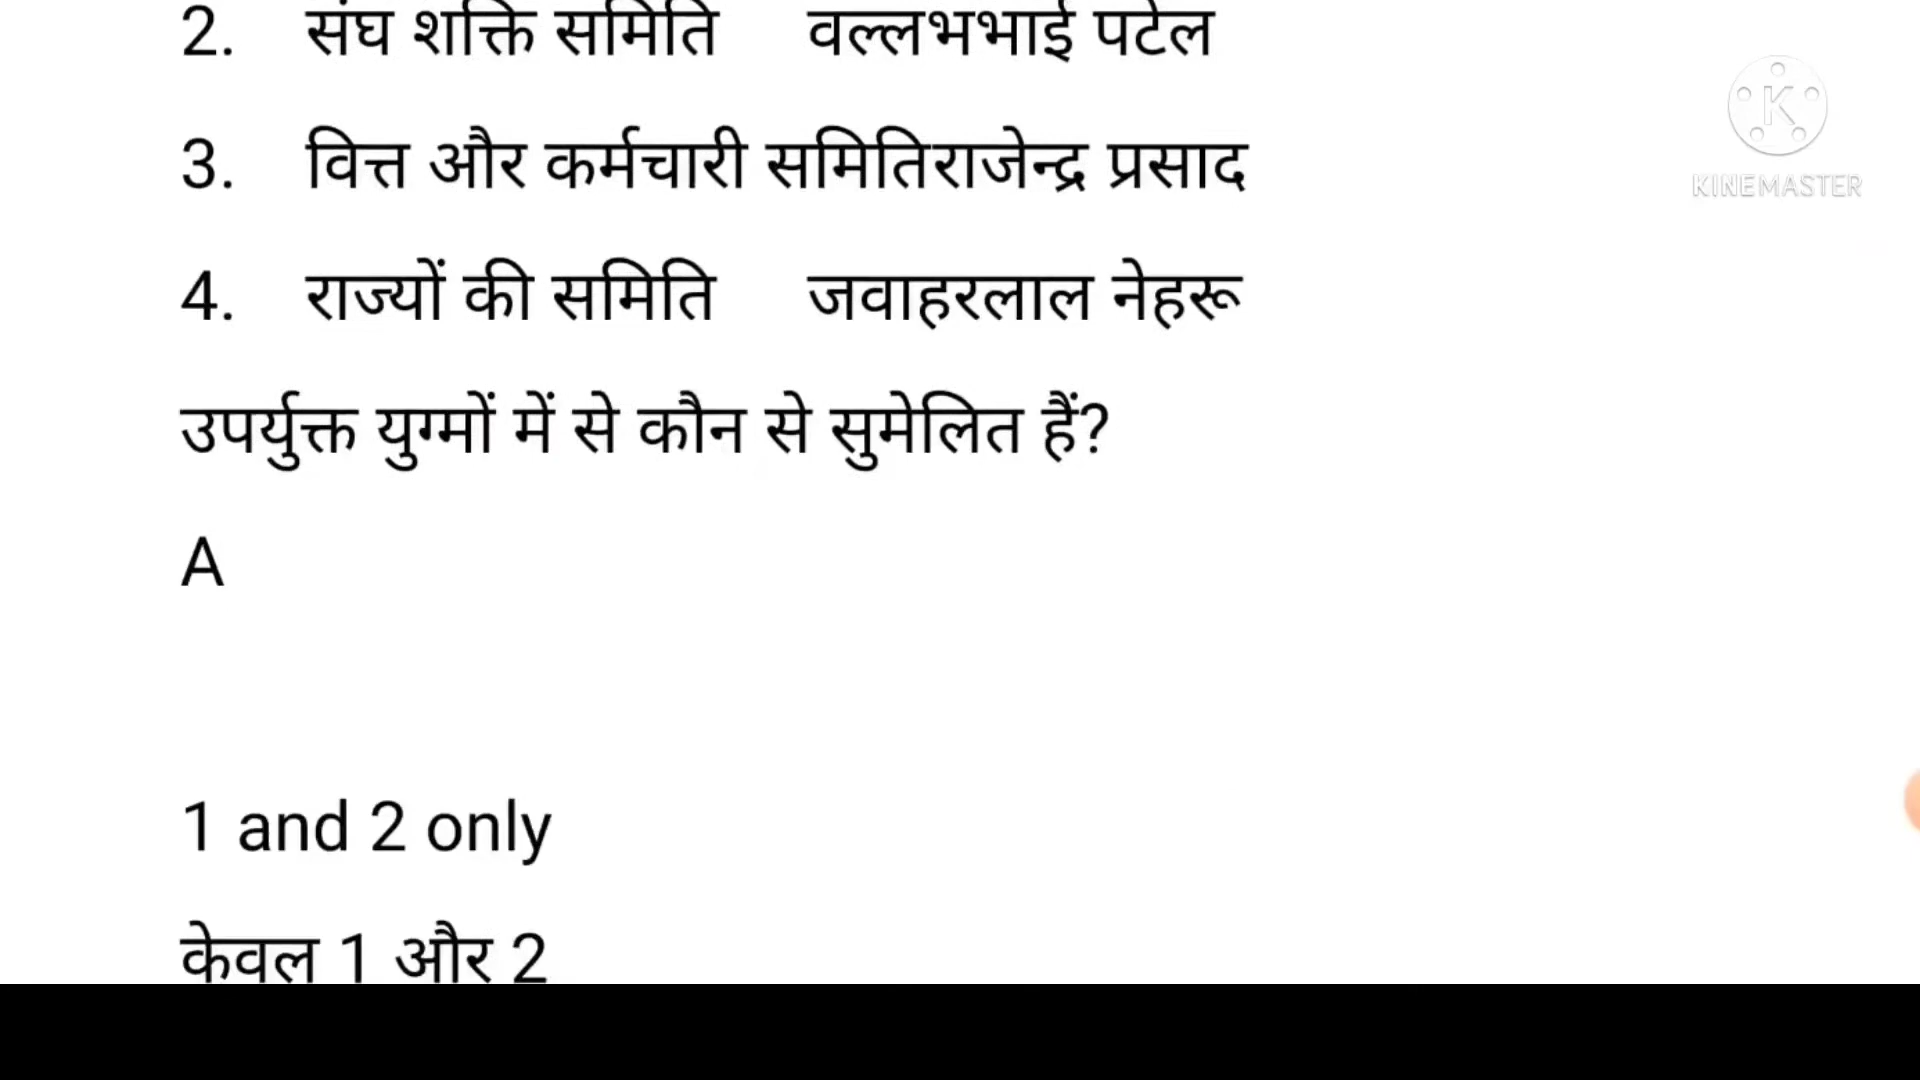 2. संघ शक्ति समिति वल्लभभाई पटेल
3. वित्त और कर्मचारी समितिराजेन्द्र प्रसाद
4. राज्यों की समिति जवाहरलाल नेहरू
उपर्युक्त युग्मों में से कौन से सुमेलित हैं?
A
1 and 2 only
केवल 1 और 2
K
KINEMASTER